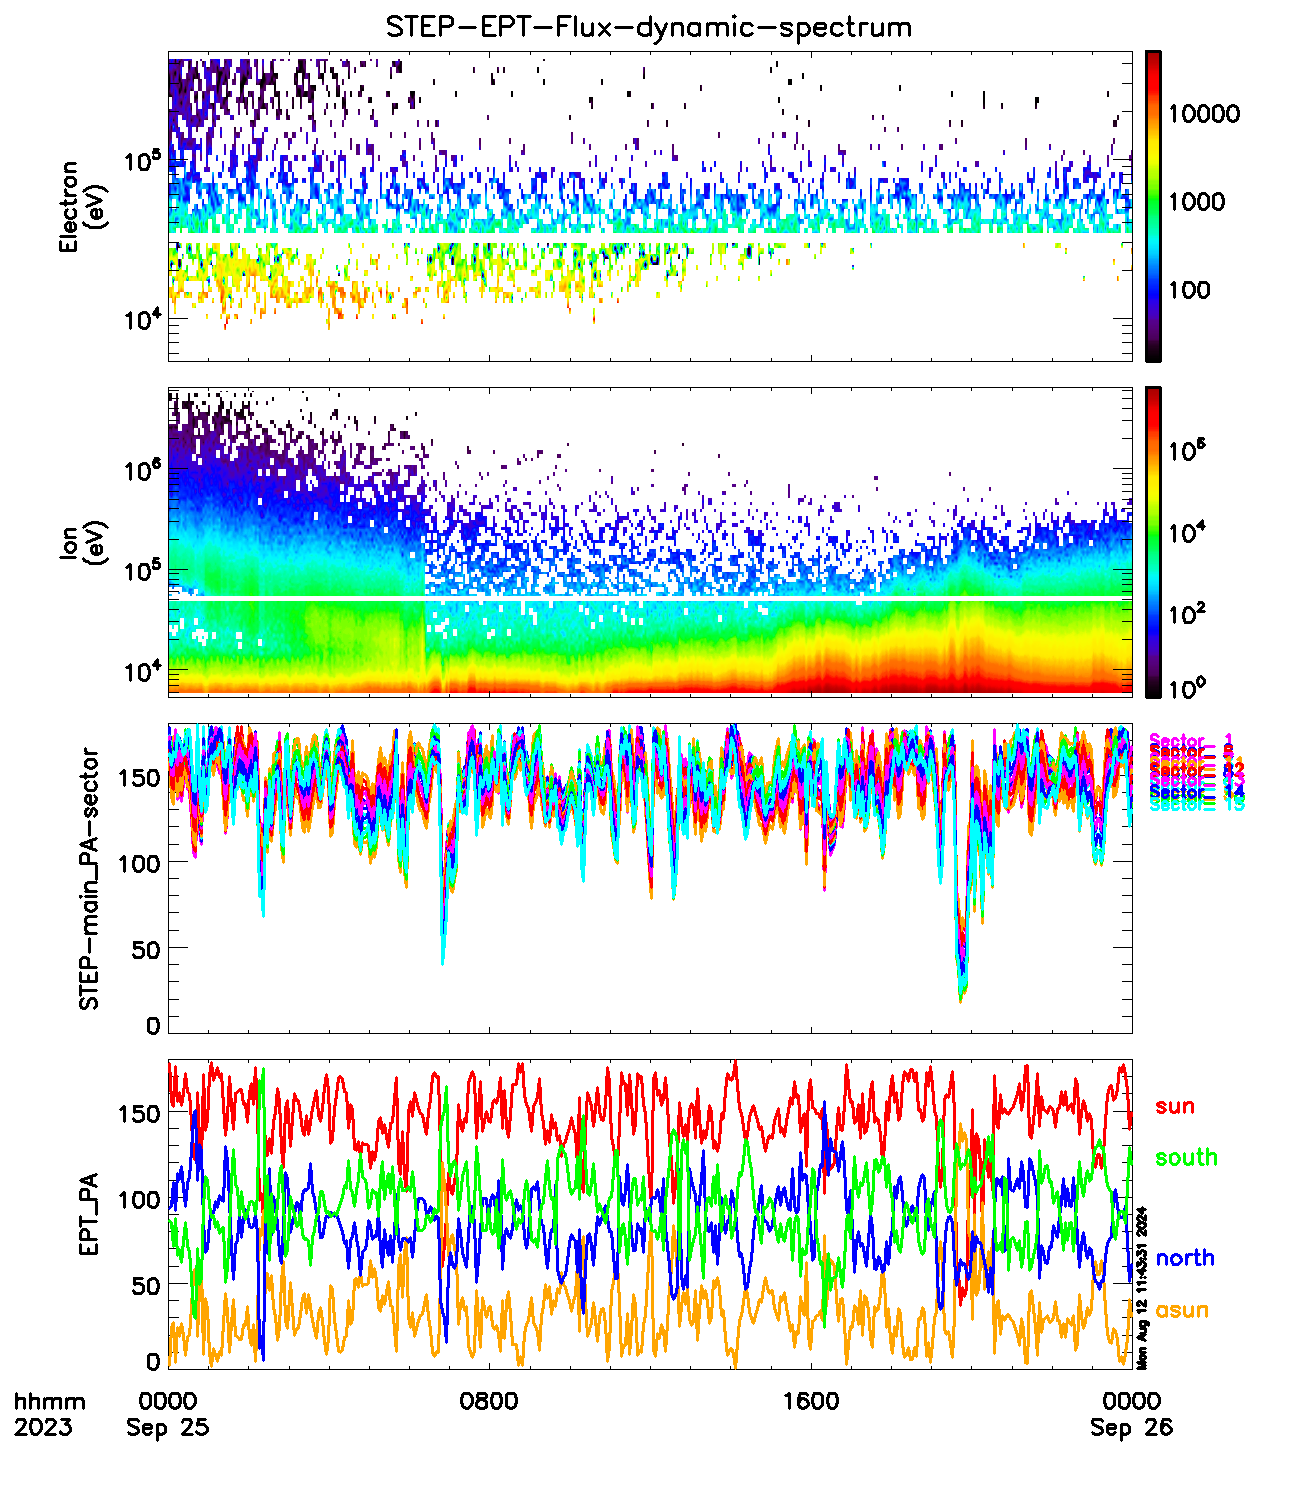 STEP-EPT-Flux-dynamic-spectrum
Electron
(eV)
10⁵
10⁴
10000
1000
100
Ion
(eV)
10⁶
10⁵
10⁴
10⁶
10⁴
10²
10⁰
STEP-main_PA-sector
150
100
50
0
Sector_ 1
Sector_ 14
EPT_PA
150
100
50
0
sun
south
north
asun
Mon Aug 12 11:43:31 2024
hhmm
2023
0000
0800
1600
0000
Sep 25
Sep 26